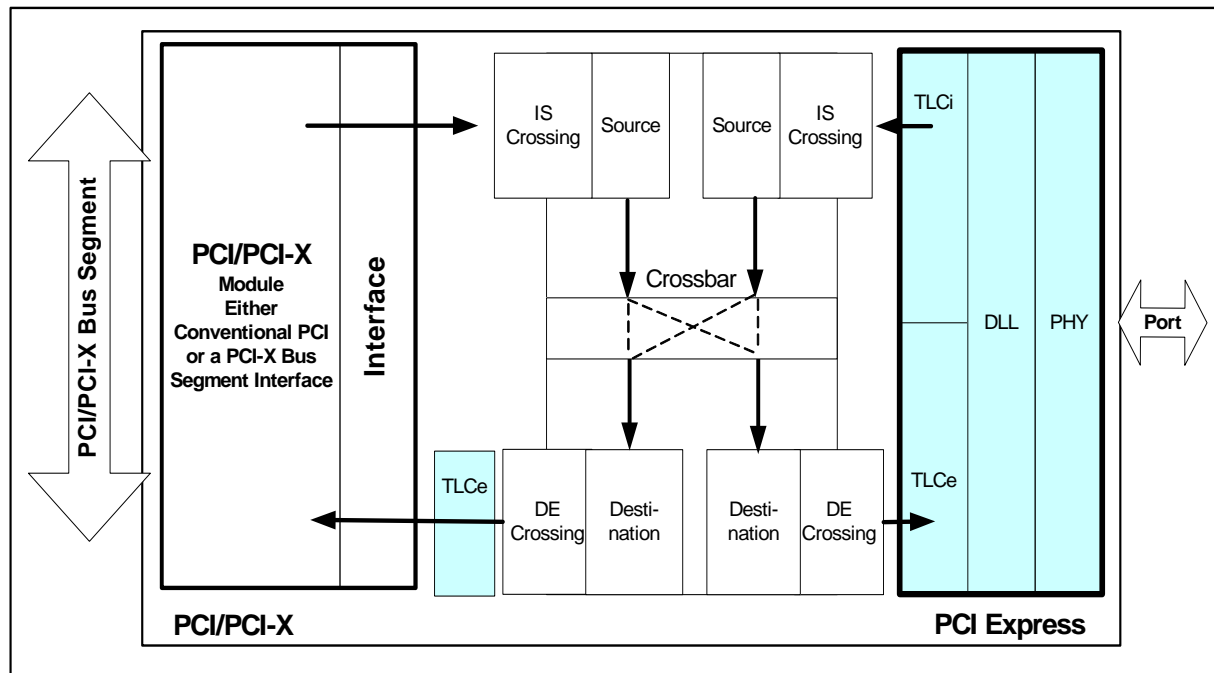 PCI/PCI-X Bus Segment
PCI/PCI-X
Module
Either
Conventional PCI
or a PCI-X Bus
Segment Interface
Interface
IS
Crossing
Source
Source
IS
Crossing
TLCi
Crossbar
DLL
PHY
Port
TLCe
DE
Crossing
Desti-
nation
Desti-
nation
DE
Crossing
TLCe
PCI/PCI-X
PCI Express